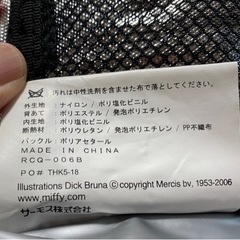 汚れは中性洗剤を含ませた布で落としてください。
外生地：ナイロン / ポリ塩化ビニル
背あて：ポリエステル / 発泡ポリエチレン
内生地：ポリ塩化ビニル
断熱材：ポリウレタン / 発泡ポリエチレン / PP不織布
バックル：ポリアセタール
MADE IN CHINA
RCQ-006B
PO# THK5-18
Illustrations Dick Bruna © copyright Mercis bv, 1953-2006
www.miffy.com
サーモス株式会社